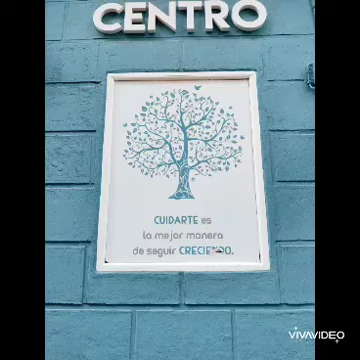 CENTRO
CUIDARTE es
la mejor manera
de seguir CRECIENDO.
VIVAVIDEO